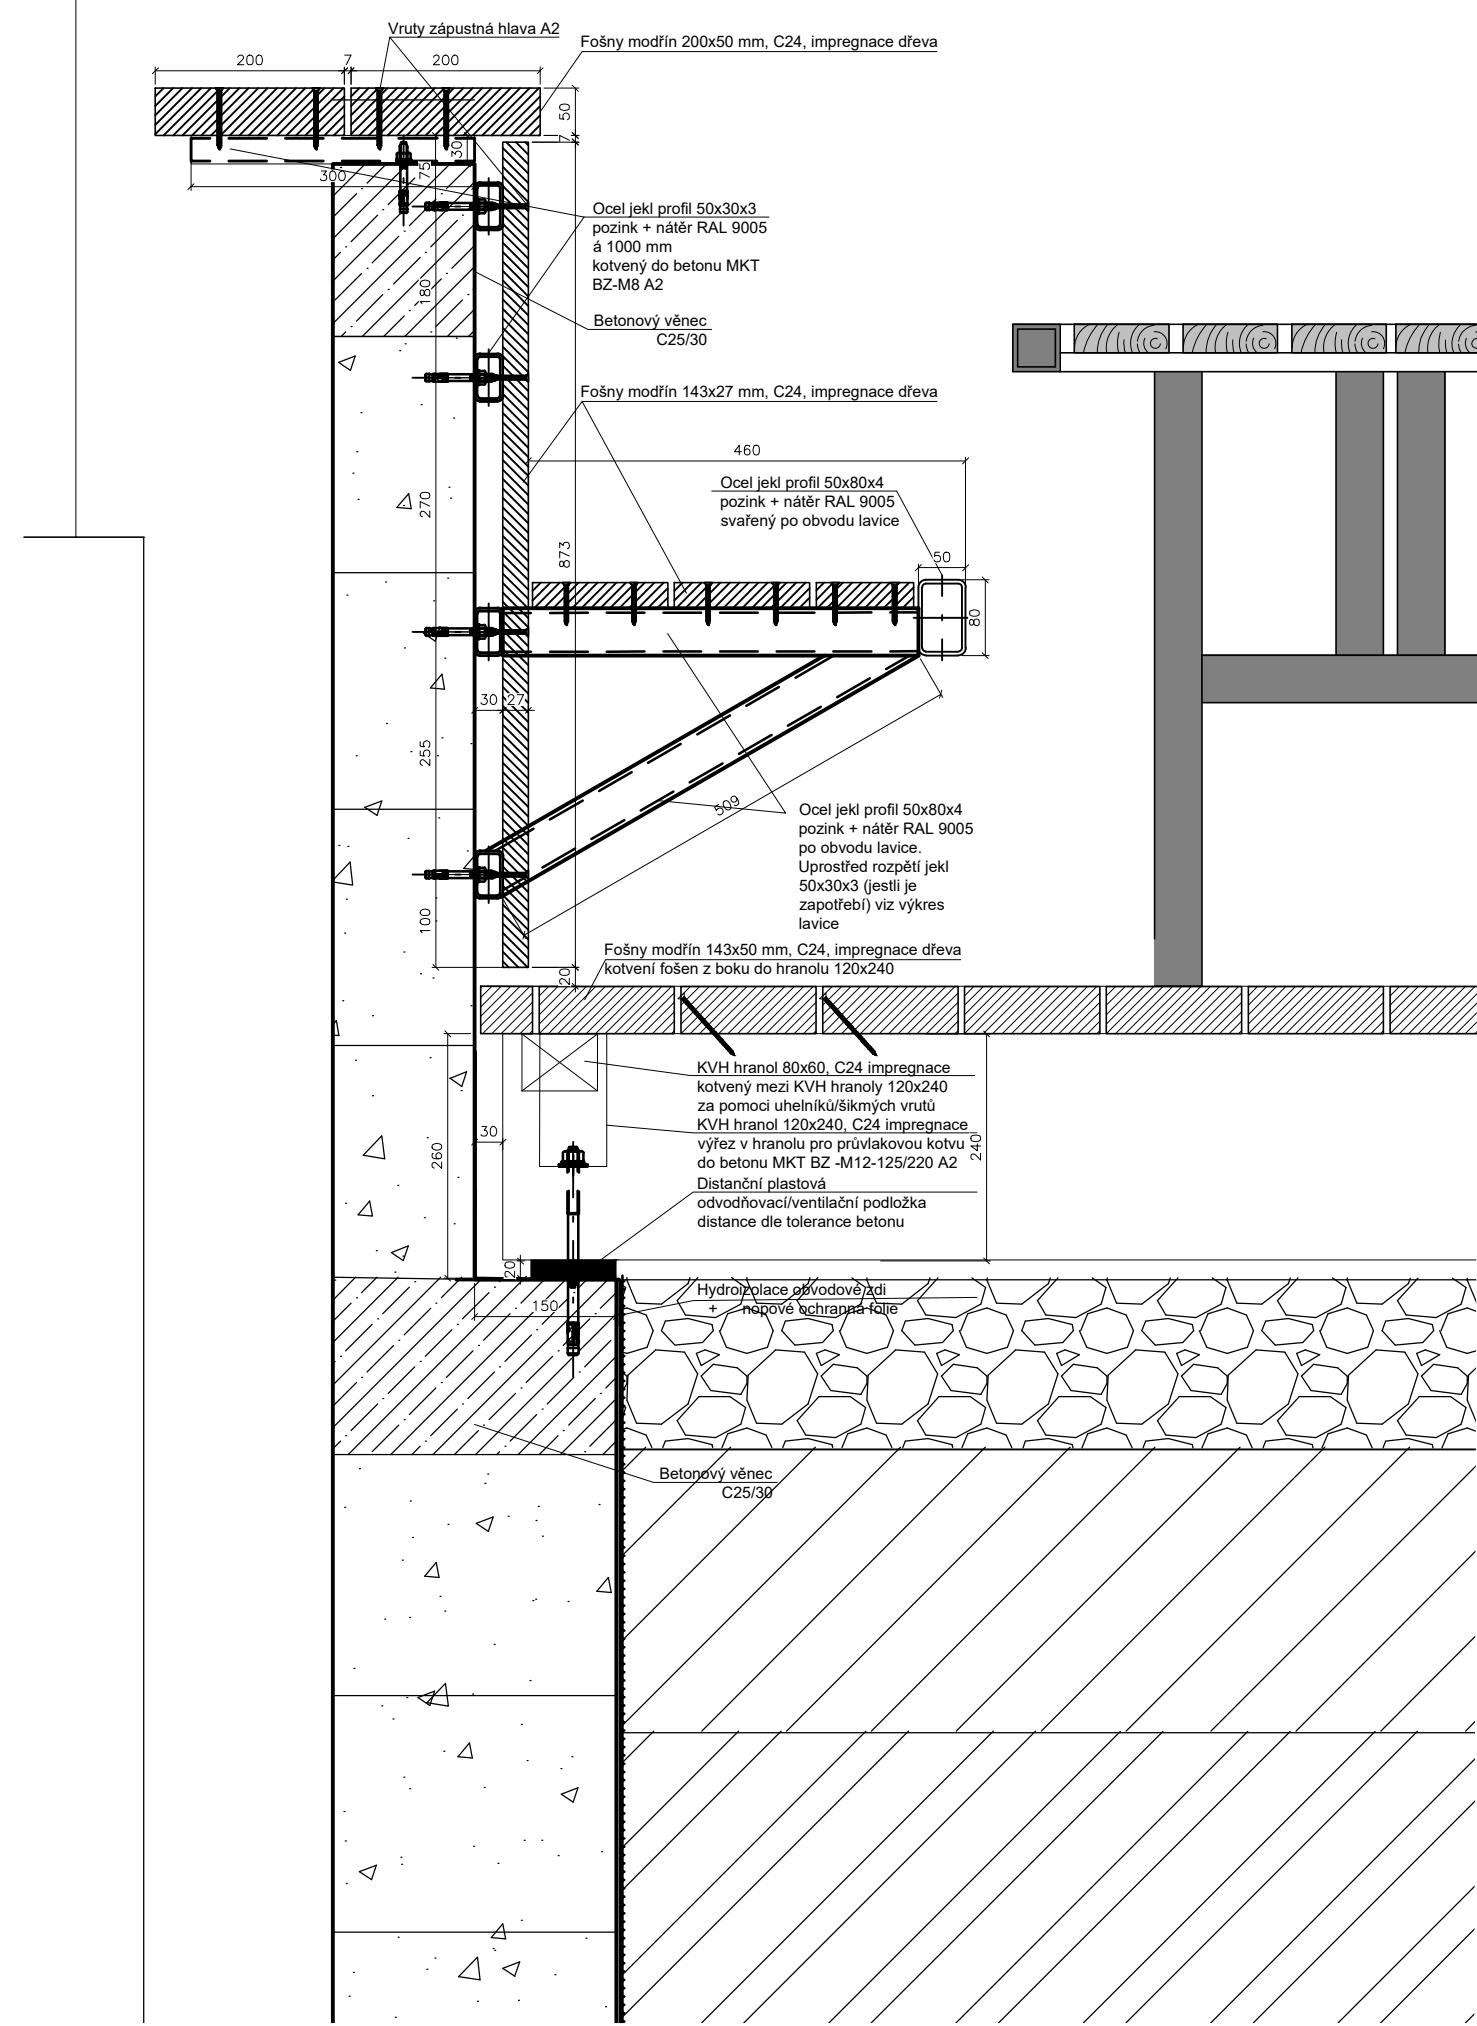 Vruty zápustná hlava A2
Fošny modřín 200x50 mm, C24, impregnace dřeva
200
7
200
50
7
30
75
300
Ocel jekl profil 50x30x3
pozink + nátěr RAL 9005
á 1000 mm
kotvený do betonu MKT
BZ-M8 A2
180
Betonový věnec
C25/30
Fošny modřín 143x27 mm, C24, impregnace dřeva
460
Ocel jekl profil 50x80x4
pozink + nátěr RAL 9005
svařený po obvodu lavice
270
873
50
80
30
27
255
509
Ocel jekl profil 50x80x4
pozink + nátěr RAL 9005
po obvodu lavice.
Uprostřed rozpětí jekl
50x30x3 (jestli je
zapotřebí) viz výkres
lavice
100
Fošny modřín 143x50 mm, C24, impregnace dřeva
kotvení fošen z boku do hranolu 120x240
20
KVH hranol 80x60, C24 impregnace
kotvený mezi KVH hranoly 120x240
za pomoci uhelníků/šikmých vrutů
KVH hranol 120x240, C24 impregnace
výřez v hranolu pro průvlakovou kotvu
do betonu MKT BZ -M12-125/220 A2
30
260
240
Distanční plastová
odvodňovací/ventilační podložka
distance dle tolerance betonu
20
150
Hydroizolace obvodové zdi
+ nopové ochranná folie
Betonový věnec
C25/30